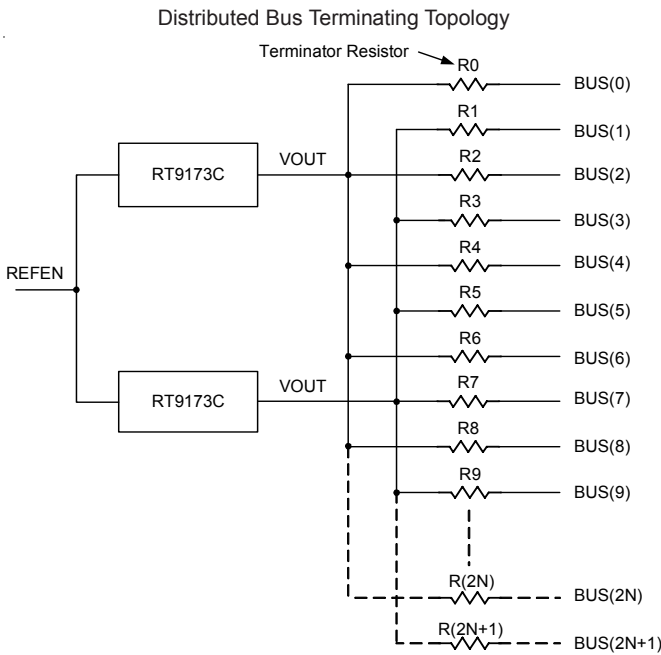 Distributed Bus Terminating Topology
Terminator Resistor
R0
BUS(0)
R1
BUS(1)
RT9173C
VOUT
R2
BUS(2)
R3
BUS(3)
R4
BUS(4)
REFEN
R5
BUS(5)
R6
BUS(6)
RT9173C
VOUT
R7
BUS(7)
R8
BUS(8)
R9
BUS(9)
R(2N)
BUS(2N)
R(2N+1)
BUS(2N+1)